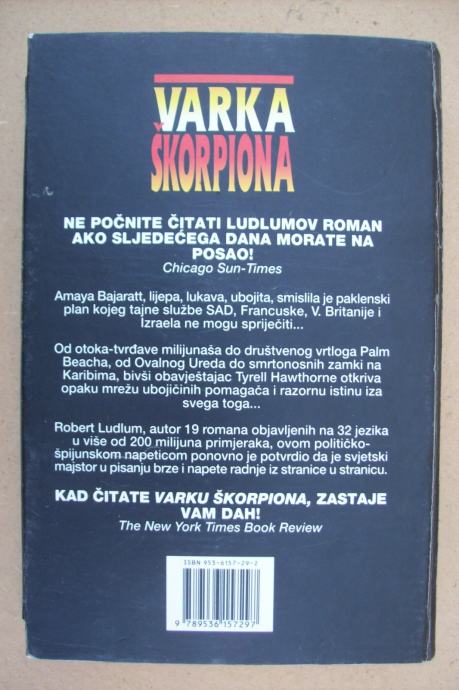 VARKA
ŠKORPIONA
NE POČNITE ČITATI LUDLUMOV ROMAN
AKO SLJEDEĆEGA DANA MORATE NA
POSAO!
Chicago Sun-Times
Amaya Bajaratt, lijepa, lukava, ubojita, smislila je paklenski
plan kojeg tajne službe SAD, Francuske, V. Britanije i
Izraela ne mogu spriječiti...
Od otoka-tvrđave milijunaša do društvenog vrtloga Palm
Beacha, od Ovalnog Ureda do smrtonosnih zamki na
Karibima, bivši obavještajac Tyrell Hawthorne otkriva
opaku mrežu ubojičinih pomagača i razornu istinu iza
svega toga...
Robert Ludlum, autor 19 romana objavljenih na 32 jezika
u više od 200 milijuna primjeraka, ovom političko-
špijunskom napeticom ponovno je potvrdio da je svjetski
majstor u pisanju brze i napete radnje iz stranice u stranicu.
KAD ČITATE VARKU ŠKORPIONA, ZASTAJE
VAM DAH!
The New York Times Book Review
ISBN 953-6157-29-2
9 789536 157297